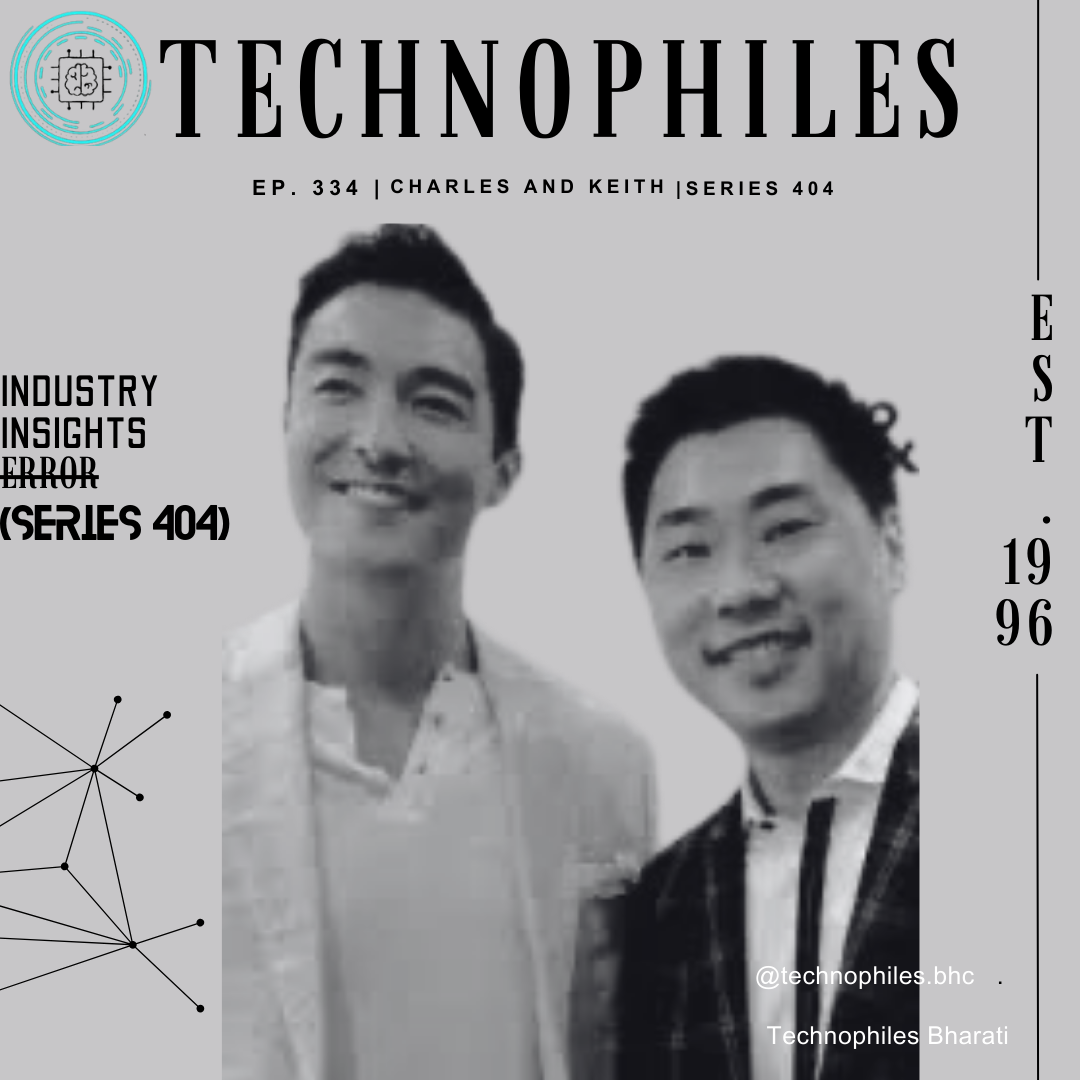 TECHNOPHILES
EP. 334 | CHARLES AND KEITH |SERIES 404
INDUSTRY
INSIGHTS
ERROR
(SERIES 404)
E
S
T
.
19
96
@technophiles.bhc .
Technophiles Bharati